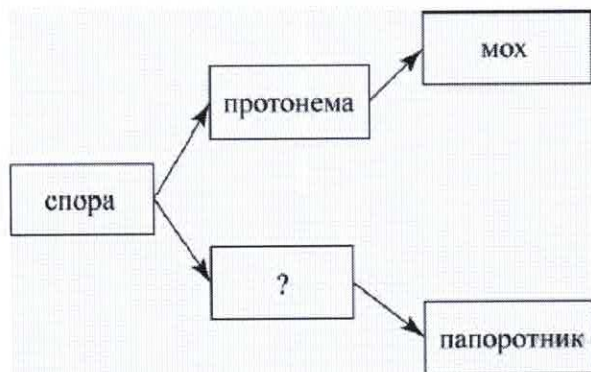 мох
протонема
спора
?
папоротник